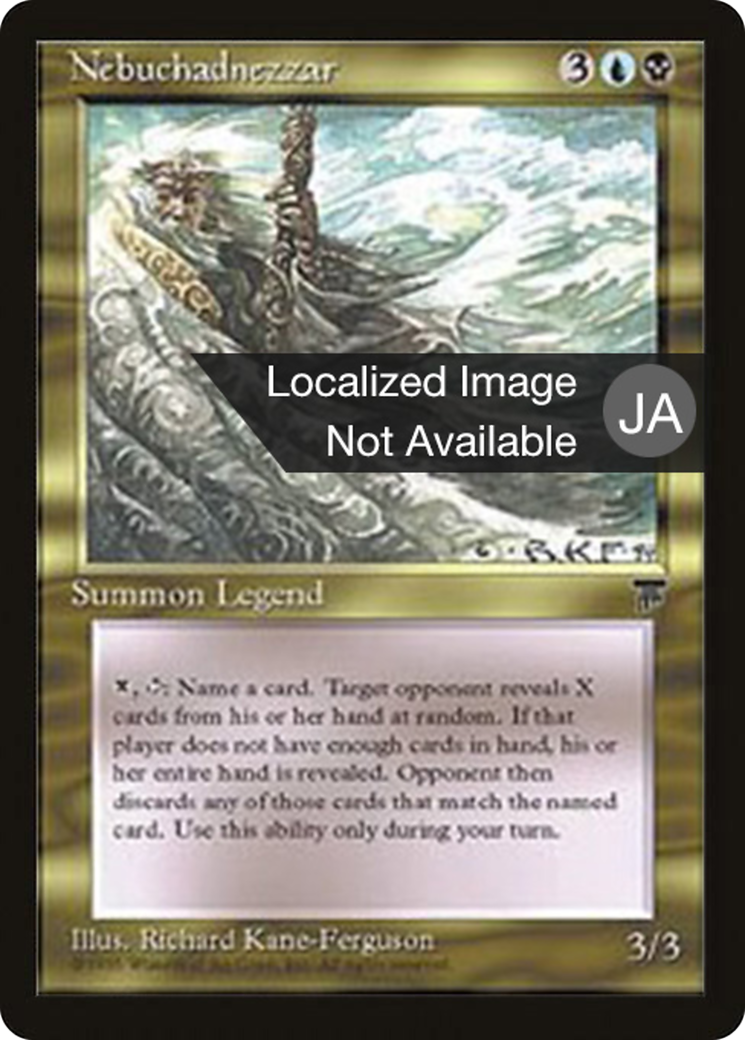 Nebuchadnezzar 3
Localized Image
Not Available
JA
B.K.F
Summon Legend
X, : Name a card. Target opponent reveals X
cards from his or her hand at random. If that
player does not have enough cards in hand, his or
her entire hand is revealed. Opponent then
discards any of those cards that match the named
card. Use this ability only during your turn.
Illus. Richard Kane-Ferguson
3/3